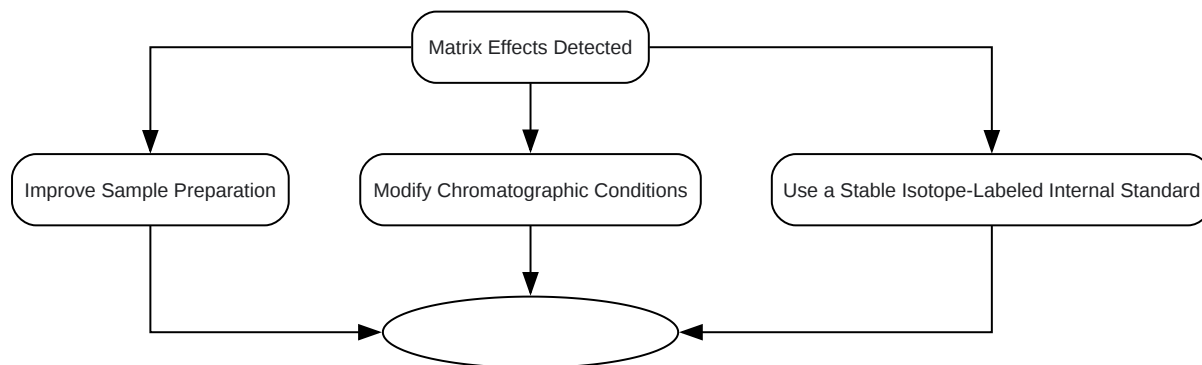 Matrix Effects Detected
Improve Sample Preparation
Modify Chromatographic Conditions
Use a Stable Isotope-Labeled Internal Standard